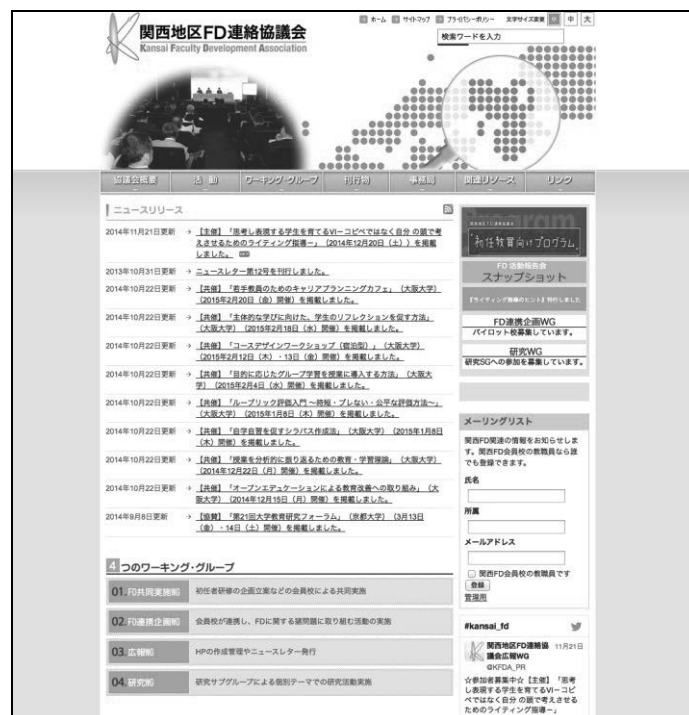 関西地区FD連絡協議会
Kansai Faculty Development Association
ホーム サイトマップ プライバシーポリシー 文字サイズ変更 小 中 大
検索ワードを入力
協議会概要 活 動 ワーキング・グループ 刊行物 事務局 関連リソース リンク
ニュースリリース
2014年11月21日更新 → 【主催】「思考し表現する学生を育てるVI－コピペではなく自分 の頭で考
えさせるためのライティング指導－」（2014年12月20日（土））を掲載
しました。
2013年10月31日更新 → ニュースレター第12号を刊行しました。
2014年10月22日更新 → 【共催】「若手教員のためのキャリアプランニングカフェ」（大阪大学）
（2015年2月20日（金）開催）を掲載しました。
2014年10月22日更新 → 【共催】「主体的な学びに向けた、学生のリフレクションを促す方法」
（大阪大学）（2015年2月18日（水）開催）を掲載しました。
2014年10月22日更新 → 【共催】「コースデザインワークショップ（宿泊型）」（大阪大学）
（2015年2月12日（木）・13日（金）開催）を掲載しました。
2014年10月22日更新 → 【共催】「目的に応じたグループ学習を授業に導入する方法」（大阪大
学）（2015年2月4日（水）開催）を掲載しました。
2014年10月22日更新 → 【共催】「ルーブリック評価入門 〜時短・ブレない・公平な評価方法〜」
（大阪大学）（2015年1月8日（木）開催）を掲載しました。
2014年10月22日更新 → 【共催】「自学自習を促すシラバス作成法」（大阪大学）（2015年1月8日
（木）開催）を掲載しました。
2014年10月22日更新 → 【共催】「授業を分析的に振り返るための教育・学習理論」（大阪大学）
（2014年12月22日（月）開催）を掲載しました。
2014年10月22日更新 → 【共催】「オープンエデュケーションによる教育改善への取り組み」（大
阪大学）（2014年12月15日（月）開催）を掲載しました。
2014年9月8日更新 → 【協賛】「第21回大学教育研究フォーラム」（京都大学）（3月13日
（金）・14日（土）開催）を掲載しました。
4 つのワーキング・グループ
01. FD共同実施WG 初任者研修の企画立案などの会員校による共同実施
02. FD連携企画WG 会員校が連携し、FDに関する諸問題に取り組む活動の実施
03. 広報WG HPの作成管理やニュースレター発行
04. 研究WG 研究サブグループによる個別テーマでの研究活動実施
Program
「初任教員向けプログラム」
FD 活動報告会
スナップショット
『ライティング指導のヒント』刊行しました
FD連携企画WG
パイロット校募集しています。
研究WG
研究SGへの参加を募集しています。
メーリングリスト
関西FD関連の情報をお知らせしま
す。関西FD会員校の教職員なら誰
でも登録できます。
氏名
所属
メールアドレス
関西FD会員校の教職員です
登録
管理用
#kansai_fd
関西地区FD連絡協 11月21日
議会広報WG
@KFDA_PR
☆参加者募集中☆【主催】「思考
し表現する学生を育てるVI－コピ
ペではなく自分 の頭で考えさせる
ためのライティング指導－」